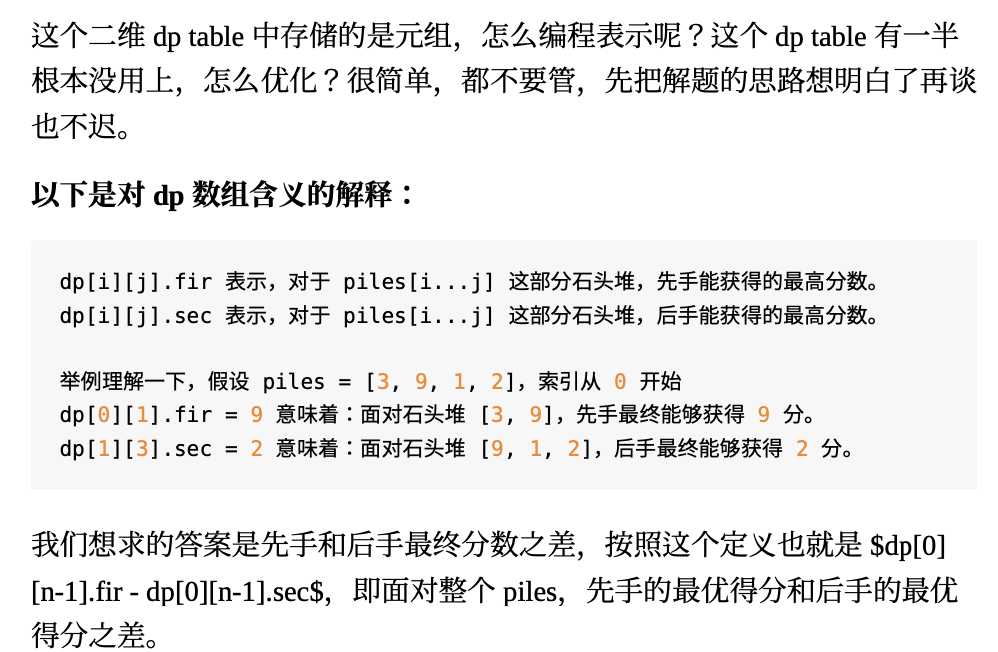 这个二维 dp table 中存储的是元组，怎么编程表示呢？这个 dp table 有一半
根本没用上，怎么优化？很简单，都不要管，先把解题的思路想明白了再谈
也不迟。
以下是对 dp 数组含义的解释：
dp[i][j].fir 表示，对于 piles[i...j] 这部分石头堆，先手能获得的最高分数。
dp[i][j].sec 表示，对于 piles[i...j] 这部分石头堆，后手能获得的最高分数。
举例理解一下，假设 piles = [3, 9, 1, 2]，索引从 0 开始
dp[0][1].fir = 9 意味着：面对石头堆 [3, 9]，先手最终能够获得 9 分。
dp[1][3].sec = 2 意味着：面对石头堆 [9, 1, 2]，后手最终能够获得 2 分。
我们想求的答案是先手和后手最终分数之差，按照这个定义也就是 $dp[0]
[n-1].fir - dp[0][n-1].sec$，即面对整个 piles，先手的最优得分和后手的最优
得分之差。